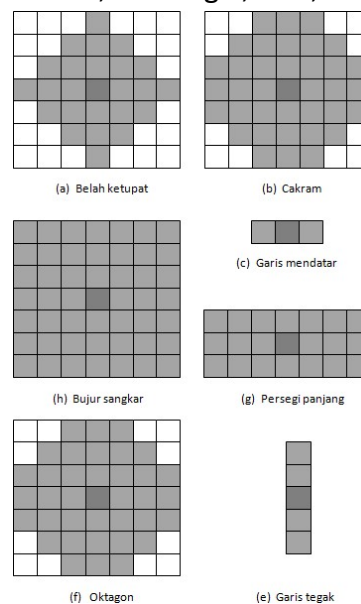 (a) Belah ketupat
(b) Cakram
(c) Garis mendatar
(h) Bujur sangkar
(g) Persegi panjang
(f) Oktagon
(e) Garis tegak